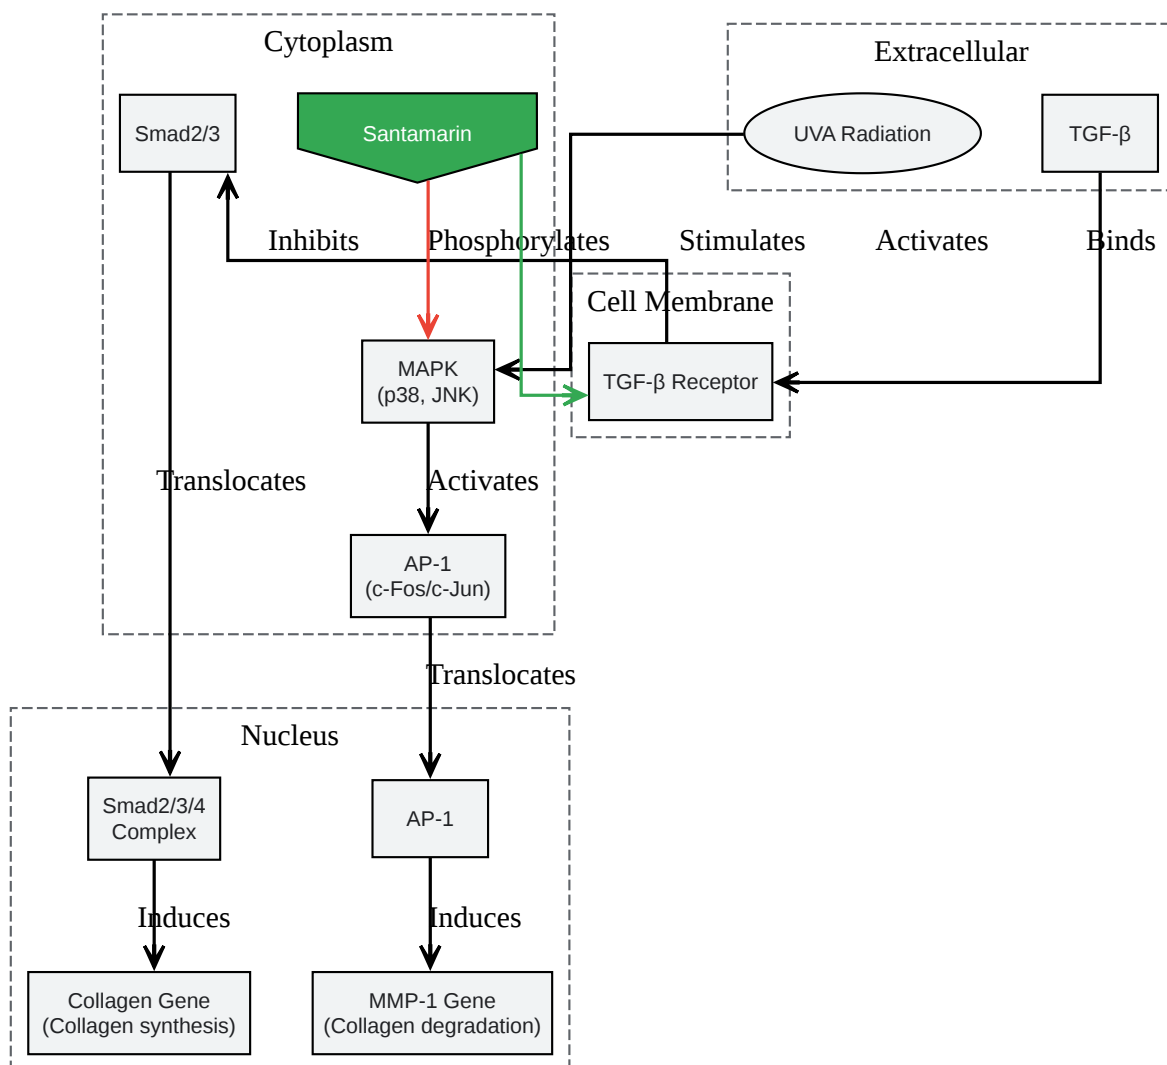 Cytoplasm
Extracellular
Smad2/3
Santamarin
UVA Radiation
TGF-β
Inhibits
Phosphorylates
Stimulates
Activates
Binds
Cell Membrane
MAPK
(p38, JNK)
TGF-β Receptor
Translocates
Activates
AP-1
(c-Fos/c-Jun)
Translocates
Nucleus
Smad2/3/4
Complex
AP-1
Induces
Induces
Collagen Gene
(Collagen synthesis)
MMP-1 Gene
(Collagen degradation)